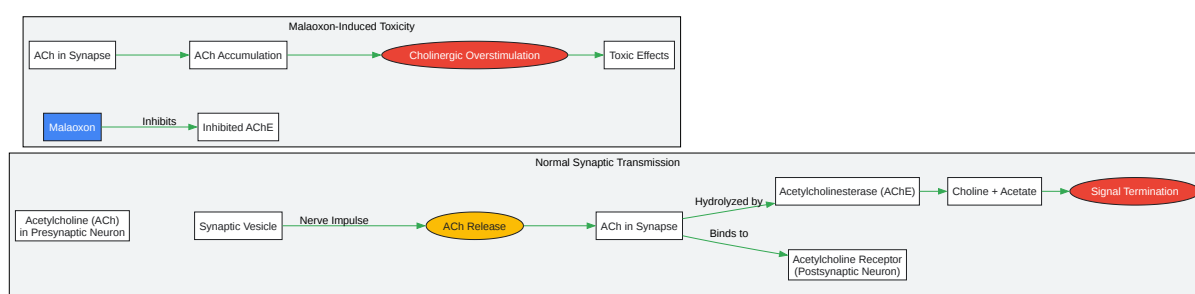 Malaoxon-Induced Toxicity
ACh in Synapse
ACh Accumulation
Cholinergic Overstimulation
Toxic Effects
Malaoxon
Inhibits
Inhibited AChE
Normal Synaptic Transmission
Acetylcholine (ACh)
in Presynaptic Neuron
Synaptic Vesicle
Nerve Impulse
ACh Release
ACh in Synapse
Hydrolyzed by
Acetylcholinesterase (AChE)
Choline + Acetate
Signal Termination
Binds to
Acetylcholine Receptor
(Postsynaptic Neuron)